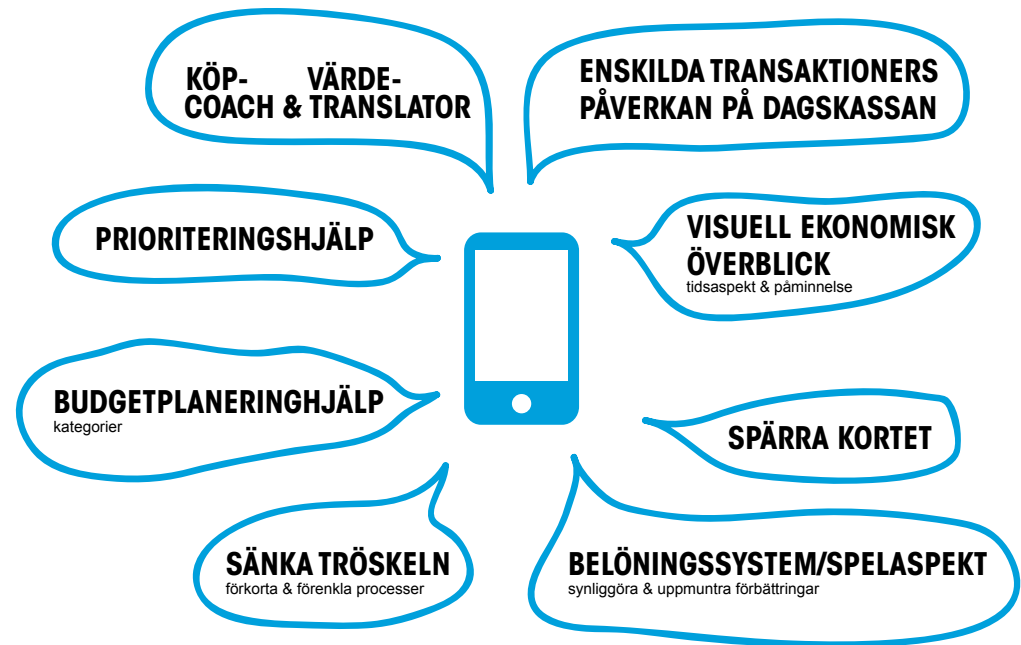 KÖP- VÄRDE-
COACH & TRANSLATOR
ENSKILDA TRANSAKTIONERS
PÅVERKAN PÅ DAGSKASSAN
PRIORITERINGSHJÄLP
VISUELL EKONOMISK
ÖVERBLICK
tidsaspekt & påminnelse
BUDGETPLANERINGHJÄLP
kategorier
SPÄRRA KORTET
SÄNKA TRÖSKELN
förkorta & förenkla processer
BELÖNINGSSYSTEM/SPELASPEKT
synliggöra & uppmuntra förbättringar